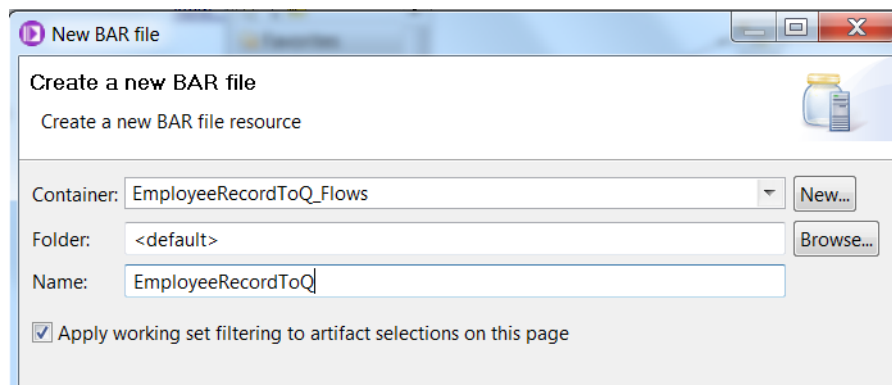 New BAR file
Create a new BAR file
Create a new BAR file resource
Container: EmployeeRecordToQ_Flows New...
Folder: <default> Browse...
Name: EmployeeRecordToQ
Apply working set filtering to artifact selections on this page